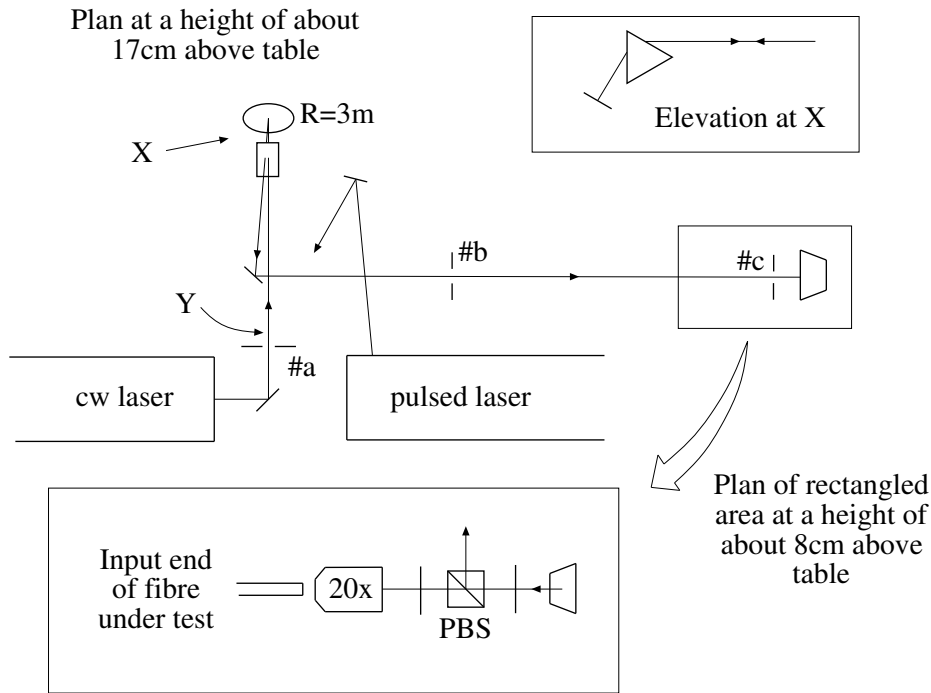 Plan at a height of about
17cm above table
R=3m
X
Elevation at X
#b
#c
Y
#a
cw laser
pulsed laser
Plan of rectangled
area at a height of
about 8cm above
table
Input end
of fibre
under test
20x
PBS